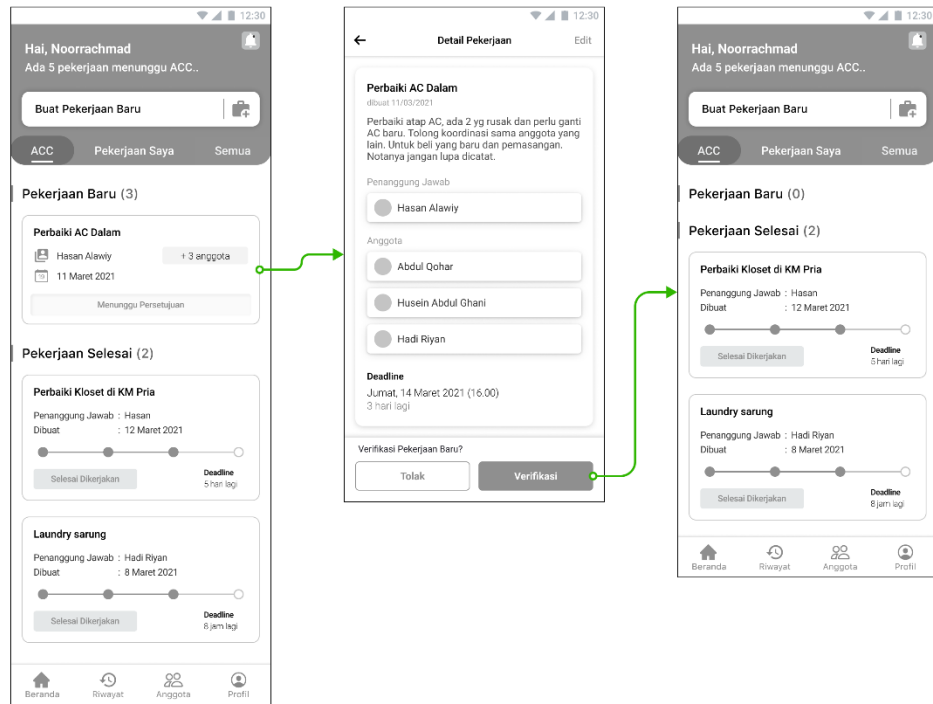 12:30
Hai, Noorrachmad
Ada 5 pekerjaan menunggu ACC..
Buat Pekerjaan Baru
ACC Pekerjaan Saya Semua
Pekerjaan Baru (3)
Perbaiki AC Dalam
Hasan Alawiy + 3 anggota
11 Maret 2021
Menunggu Persetujuan
Pekerjaan Selesai (2)
Perbaiki Kloset di KM Pria
Penanggung Jawab : Hasan
Dibuat : 12 Maret 2021
Selesai Dikerjakan Deadline
5 hari lagi
Laundry sarung
Penanggung Jawab : Hadi Riyan
Dibuat : 8 Maret 2021
Selesai Dikerjakan Deadline
8 jam lagi
Beranda Riwayat Anggota Profil
12:30
Detail Pekerjaan Edit
Perbaiki AC Dalam
dibuat 11/03/2021
Perbaiki atap AC, ada 2 yg rusak dan perlu ganti
AC baru. Tolong koordinasi sama anggota yang
lain. Untuk beli yang baru dan pemasangan.
Notanya jangan lupa dicatat.
Penanggung Jawab
Hasan Alawiy
Anggota
Abdul Qohar
Husein Abdul Ghani
Hadi Riyan
Deadline
Jumat, 14 Maret 2021 (16.00)
3 hari lagi
Verifikasi Pekerjaan Baru?
Tolak Verifikasi
12:30
Hai, Noorrachmad
Ada 5 pekerjaan menunggu ACC..
Buat Pekerjaan Baru
ACC Pekerjaan Saya Semua
Pekerjaan Baru (0)
Pekerjaan Selesai (2)
Perbaiki Kloset di KM Pria
Penanggung Jawab : Hasan
Dibuat : 12 Maret 2021
Selesai Dikerjakan Deadline
5 hari lagi
Laundry sarung
Penanggung Jawab : Hadi Riyan
Dibuat : 8 Maret 2021
Selesai Dikerjakan Deadline
8 jam lagi
Beranda Riwayat Anggota Profil